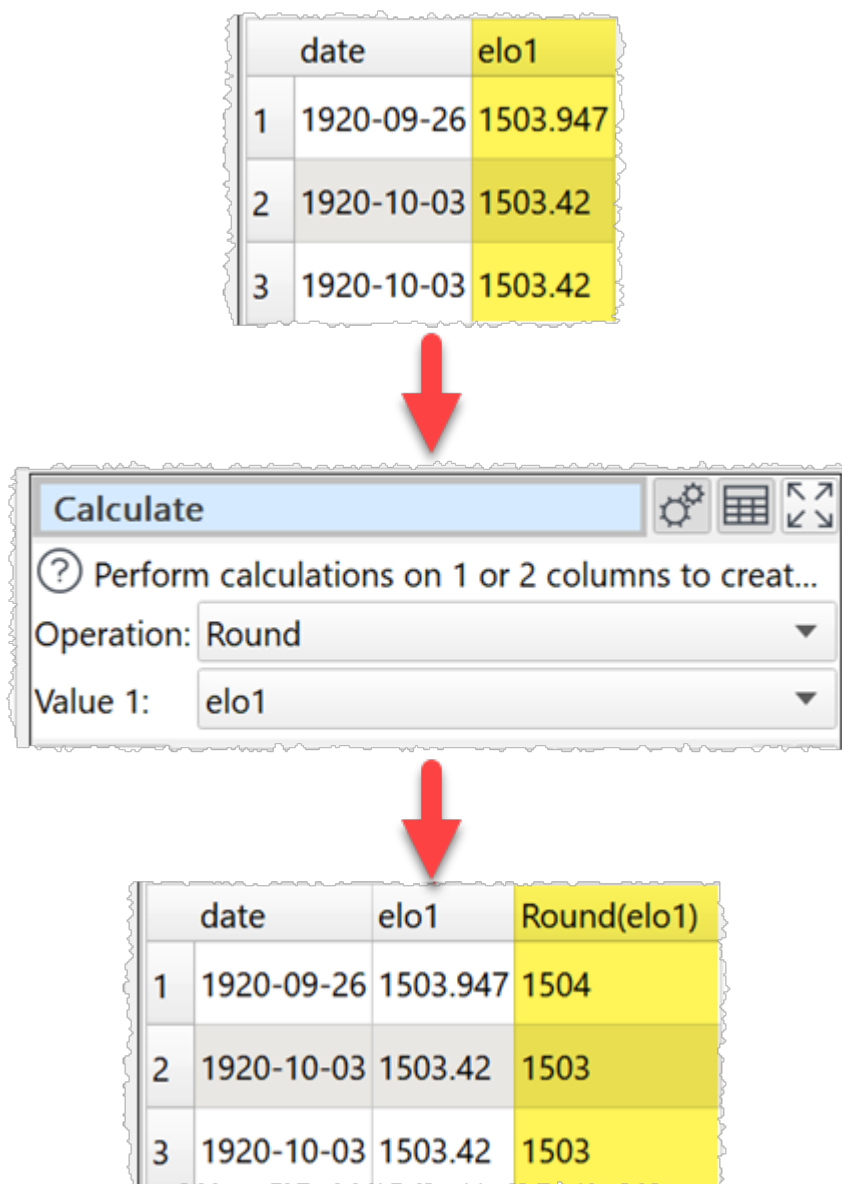 date elo1
1 1920-09-26 1503.947
2 1920-10-03 1503.42
3 1920-10-03 1503.42
Calculate
? Perform calculations on 1 or 2 columns to creat...
Operation: Round
Value 1: elo1
date elo1 Round(elo1)
1 1920-09-26 1503.947 1504
2 1920-10-03 1503.42 1503
3 1920-10-03 1503.42 1503